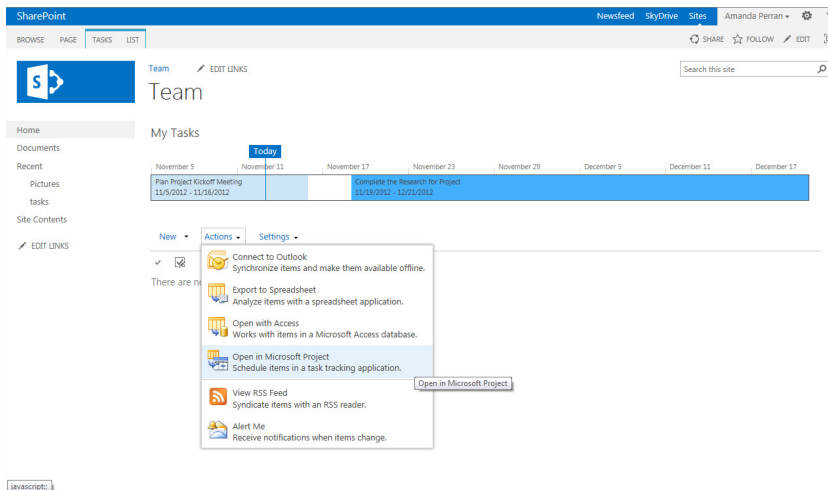 SharePoint
Newsfeed SkyDrive Sites Amanda Perran
BROWSE PAGE TASKS LIST
SHARE FOLLOW EDIT
S
Team EDIT LINKS
Search this site
Team
Home
Documents
Recent
Pictures
tasks
Site Contents
EDIT LINKS
My Tasks
Today
November 5 November 11 November 17 November 23 November 29 December 5 December 11 December 17
Plan Project Kickoff Meeting
11/5/2012 - 11/16/2012
Complete the Research for Project
11/19/2012 - 12/21/2012
New Actions Settings
There are no
Connect to Outlook
Synchronize items and make them available offline.
Export to Spreadsheet
Analyze items with a spreadsheet application.
Open with Access
Works with items in a Microsoft Access database.
Open in Microsoft Project
Schedule items in a task tracking application.
Open in Microsoft Project
View RSS Feed
Syndicate items with an RSS reader.
Alert Me
Receive notifications when items change.
javascript:;